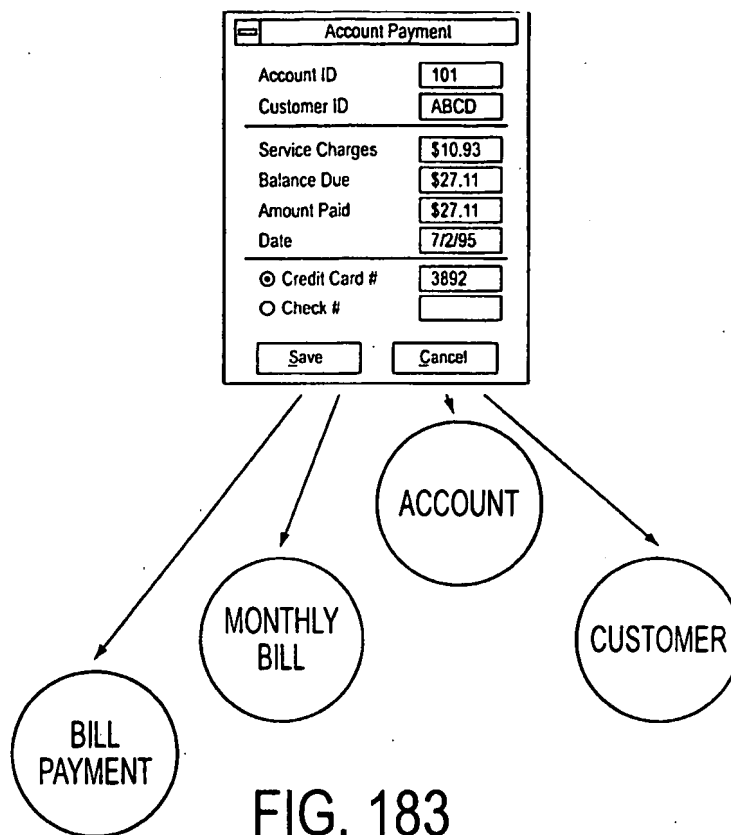 Account Payment
Account ID 101
Customer ID ABCD
Service Charges $10.93
Balance Due $27.11
Amount Paid $27.11
Date 7/2/95
Credit Card # 3892
Check #
Save Cancel
ACCOUNT
MONTHLY
BILL
CUSTOMER
BILL
PAYMENT
FIG. 183